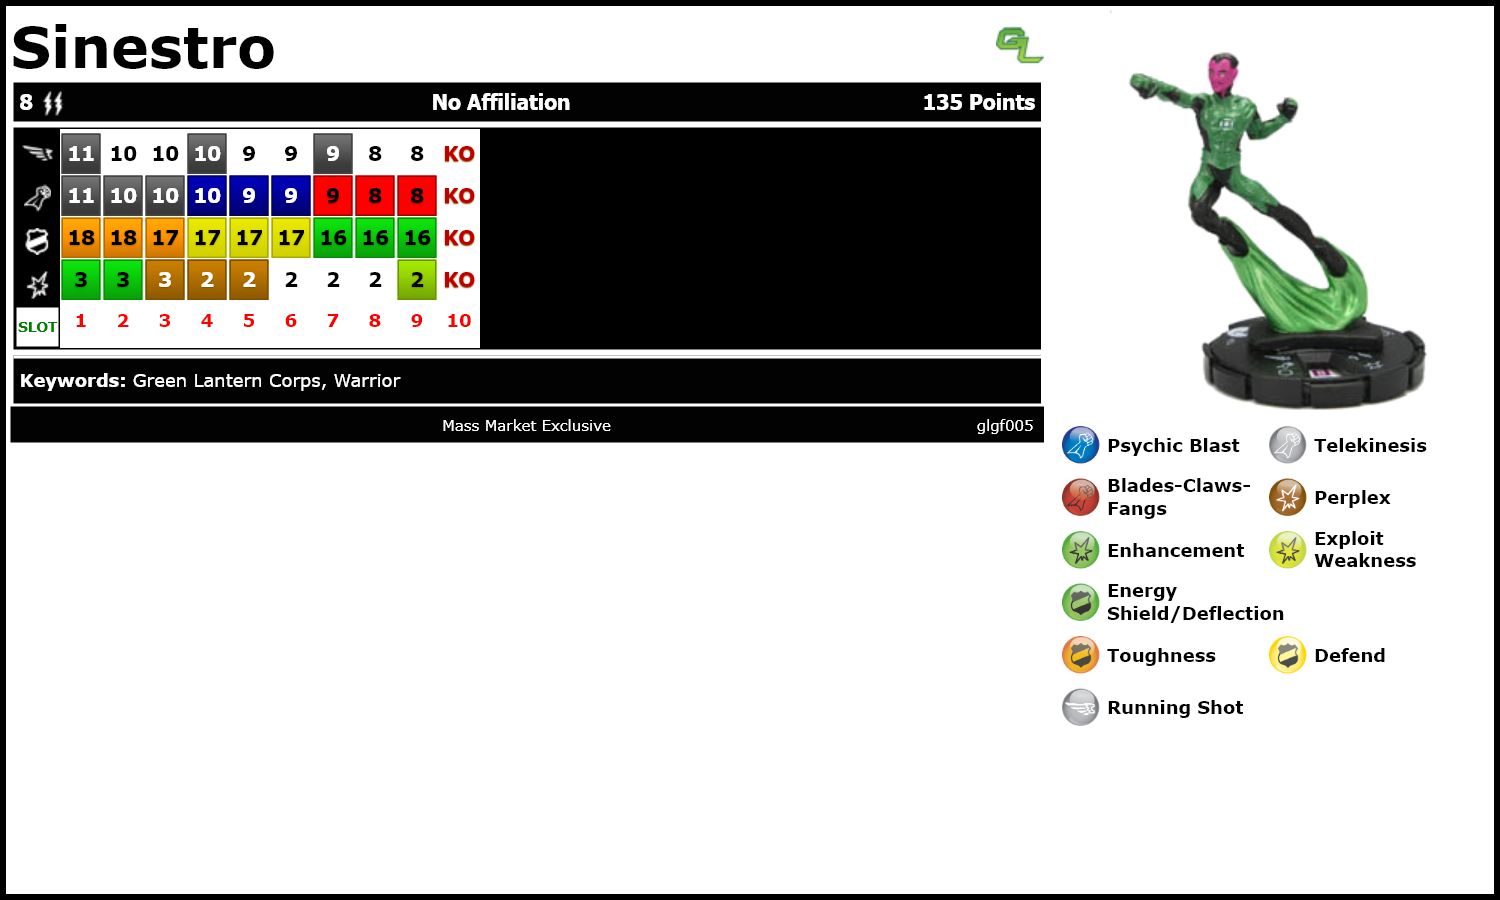 Sinestro
GL
8 No Affiliation 135 Points
11 10 10 10 9 9 9 8 8 KO
11 10 10 10 9 9 9 8 8 KO
18 18 17 17 17 17 16 16 16 KO
3 3 3 2 2 2 2 2 2 KO
SLOT 1 2 3 4 5 6 7 8 9 10
Keywords: Green Lantern Corps, Warrior
Mass Market Exclusive glgf005
Psychic Blast Telekinesis
Blades-Claws-
Fangs
Perplex
Enhancement
Exploit
Weakness
Energy
Shield/Deflection
Toughness Defend
Running Shot